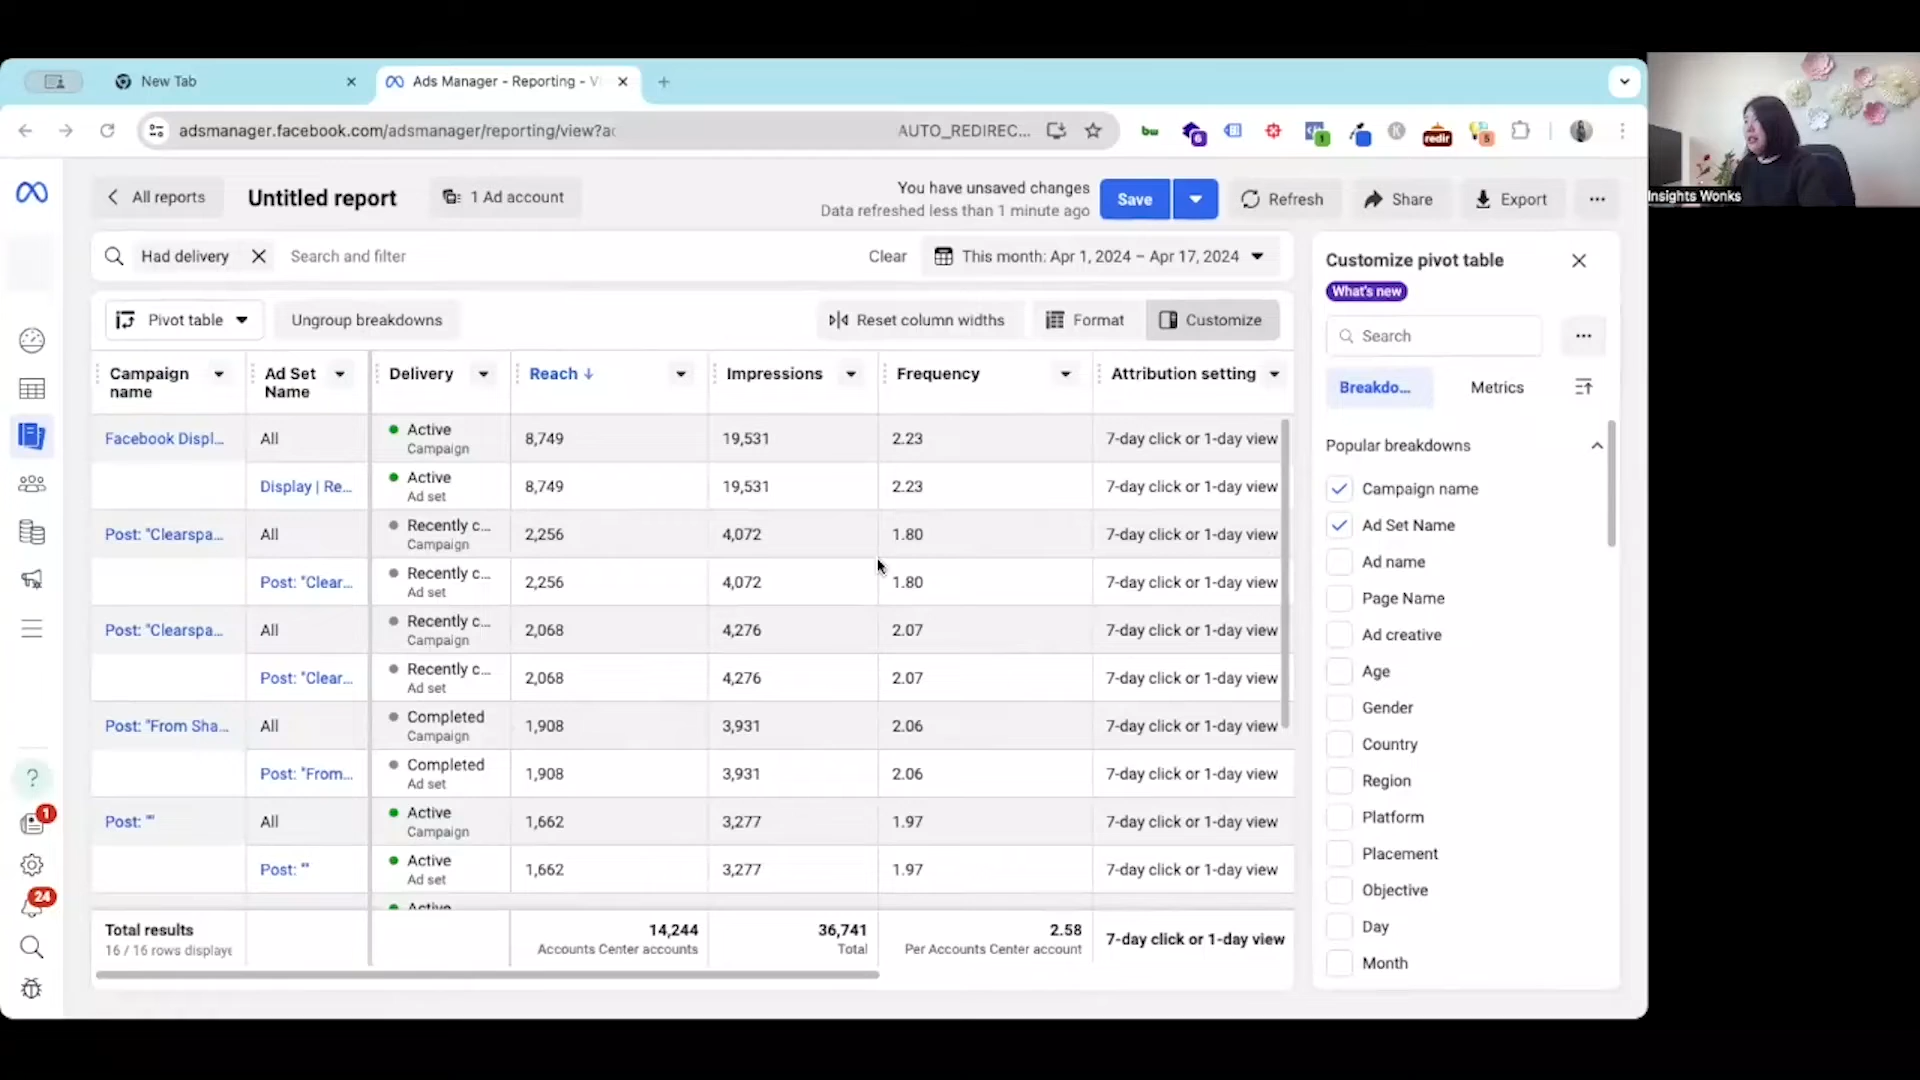 New Tab
Ads Manager - Reporting - Vi
adsmanager.facebook.com/adsmanager/reporting/view?ac
AUTO_REDIREC...
bw
6
1
K
redir
5
Insights Wonks
All reports
Untitled report
1 Ad account
You have unsaved changes
Data refreshed less than 1 minute ago
Save
Refresh
Share
Export
Had delivery
Search and filter
Clear
This month: Apr 1, 2024 – Apr 17, 2024
Pivot table
Ungroup breakdowns
Reset column widths
Format
Customize
Campaign name
Ad Set Name
Delivery
Reach ↓
Impressions
Frequency
Attribution setting
Facebook Displ...
All
Active
Campaign
8,749
19,531
2.23
7-day click or 1-day view
Display | Re...
Active
Ad set
8,749
19,531
2.23
7-day click or 1-day view
Post: "Clearspa...
All
Recently c...
Campaign
2,256
4,072
1.80
7-day click or 1-day view
Post: "Clear...
Recently c...
Ad set
2,256
4,072
1.80
7-day click or 1-day view
Post: "Clearspa...
All
Recently c...
Campaign
2,068
4,276
2.07
7-day click or 1-day view
Post: "Clear...
Recently c...
Ad set
2,068
4,276
2.07
7-day click or 1-day view
Post: "From Sha...
All
Completed
Campaign
1,908
3,931
2.06
7-day click or 1-day view
Post: "From...
Completed
Ad set
1,908
3,931
2.06
7-day click or 1-day view
Post: ""
All
Active
Campaign
1,662
3,277
1.97
7-day click or 1-day view
Post: ""
Active
Ad set
1,662
3,277
1.97
7-day click or 1-day view
Active
Total results
16 / 16 rows displaye
14,244
Accounts Center accounts
36,741
Total
2.58
Per Accounts Center account
7-day click or 1-day view
1
24
Customize pivot table
What's new
Search
Breakdo...
Metrics
Popular breakdowns
Campaign name
Ad Set Name
Ad name
Page Name
Ad creative
Age
Gender
Country
Region
Platform
Placement
Objective
Day
Month